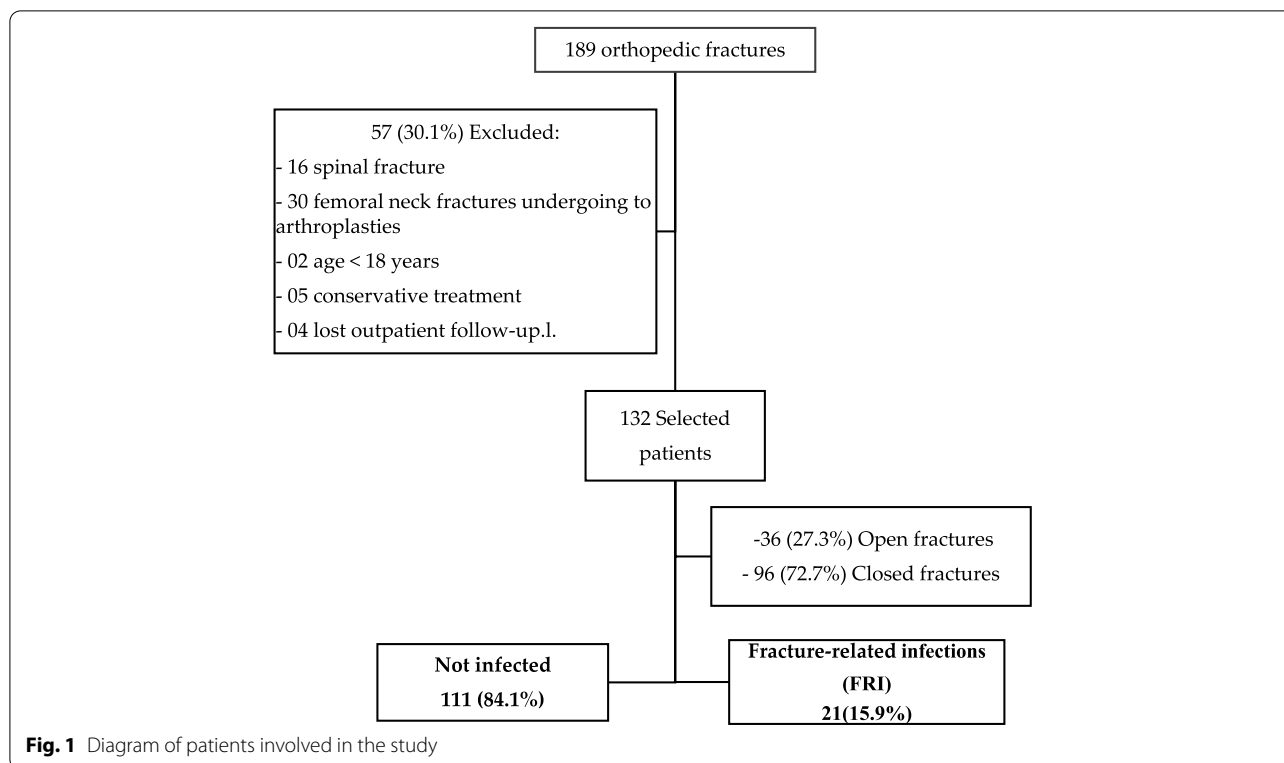 189 orthopedic fractures
57 (30.1%) Excluded:
- 16 spinal fracture
- 30 femoral neck fractures undergoing to
arthroplasties
- 02 age < 18 years
- 05 conservative treatment
- 04 lost outpatient follow-up.l.
132 Selected
patients
-36 (27.3%) Open fractures
- 96 (72.7%) Closed fractures
Not infected
111 (84.1%)
Fracture-related infections
(FRI)
21(15.9%)
Fig. 1 Diagram of patients involved in the study